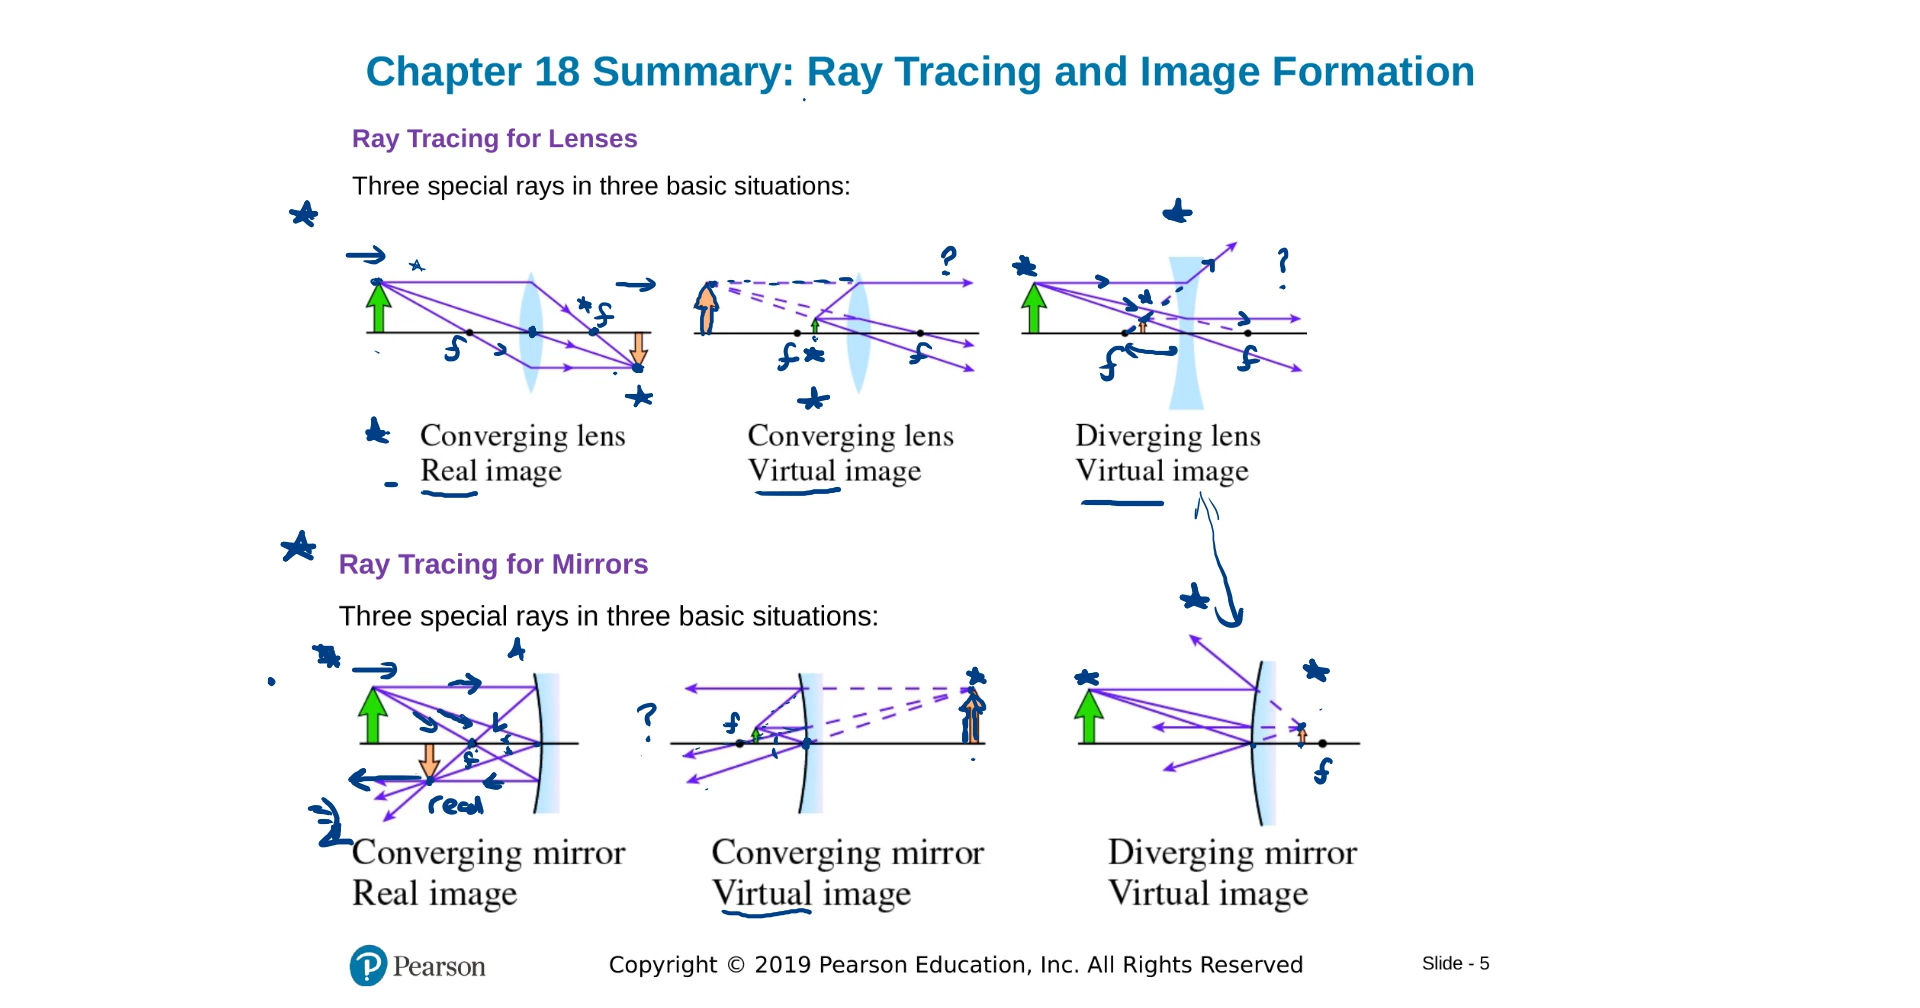 Chapter 18 Summary: Ray Tracing and Image Formation
Ray Tracing for Lenses
Three special rays in three basic situations:
? ?
f
f f f f f
Converging lens Converging lens Diverging lens
Real image Virtual image Virtual image
Ray Tracing for Mirrors
Three special rays in three basic situations:
? f
f f
real
Converging mirror Converging mirror Diverging mirror
Real image Virtual image Virtual image
Pearson Copyright © 2019 Pearson Education, Inc. All Rights Reserved Slide - 5